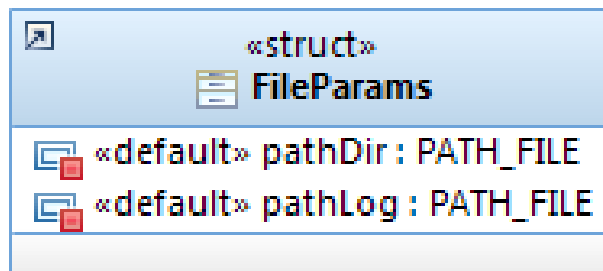 «struct»
FileParams
«default» pathDir : PATH_FILE
«default» pathLog : PATH_FILE